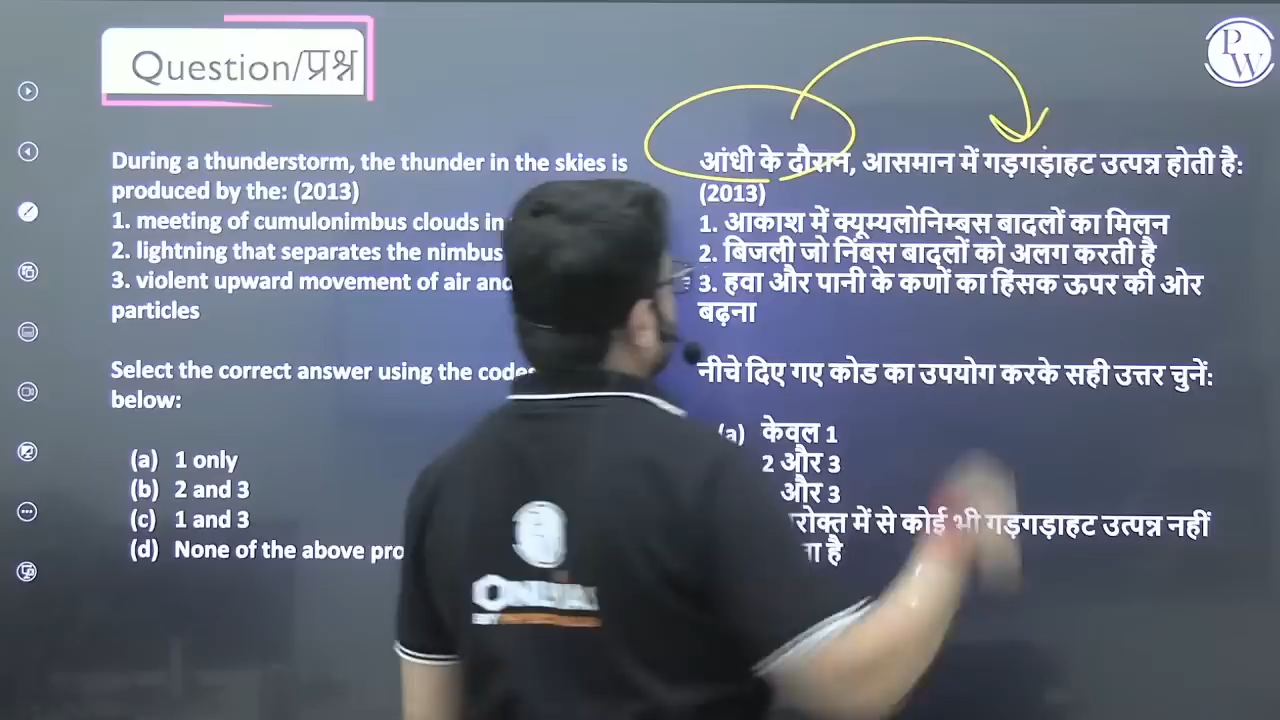 Question/प्रश्न
PW
During a thunderstorm, the thunder in the skies is
produced by the: (2013)
1. meeting of cumulonimbus clouds in
2. lightning that separates the nimbus
3. violent upward movement of air and
particles
Select the correct answer using the codes
below:
(a) 1 only
(b) 2 and 3
(c) 1 and 3
(d) None of the above
आंधी के दौरान, आसमान में गड़गड़ाहट उत्पन्न होती है:
(2013)
1. आकाश में क्यूम्यलोनिम्बस बादलों का मिलन
2. बिजली जो निंबस बादलों को अलग करती है
3. हवा और पानी के कणों का हिंसक ऊपर की ओर
बढ़ना
नीचे दिए गए कोड का उपयोग करके सही उत्तर चुनें:
(a) केवल 1
2 और 3
और 3
में से कोई भी गड़गड़ाहट उत्पन्न नहीं
है